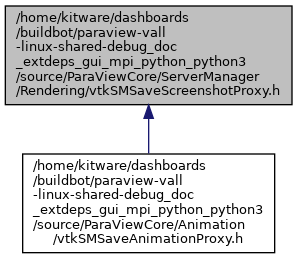 /home/kitware/dashboards
/buildbot/paraview-vall
-linux-shared-debug_doc
_extdeps_gui_mpi_python_python3
/source/ParaViewCore/ServerManager
/Rendering/vtkSMSaveScreenshotProxy.h
/home/kitware/dashboards
/buildbot/paraview-vall
-linux-shared-debug_doc
_extdeps_gui_mpi_python_python3
/source/ParaViewCore/Animation
/vtkSMSaveAnimationProxy.h